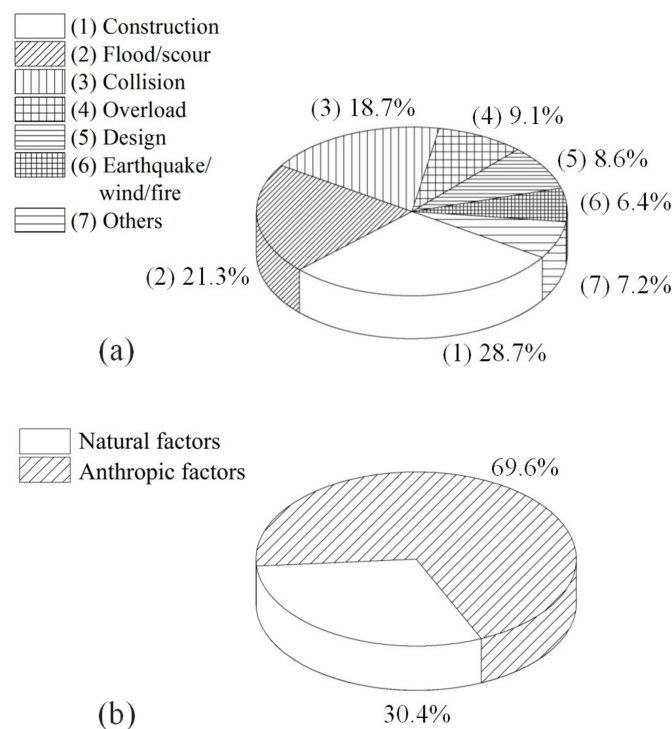 (1) Construction
(2) Flood/scour
(3) Collision
(4) Overload
(5) Design
(6) Earthquake/
wind/fire
(7) Others
(3) 18.7%
(4) 9.1%
(5) 8.6%
(6) 6.4%
(2) 21.3%
(7) 7.2%
(1) 28.7%
(a)
Natural factors
Anthropic factors
69.6%
30.4%
(b)